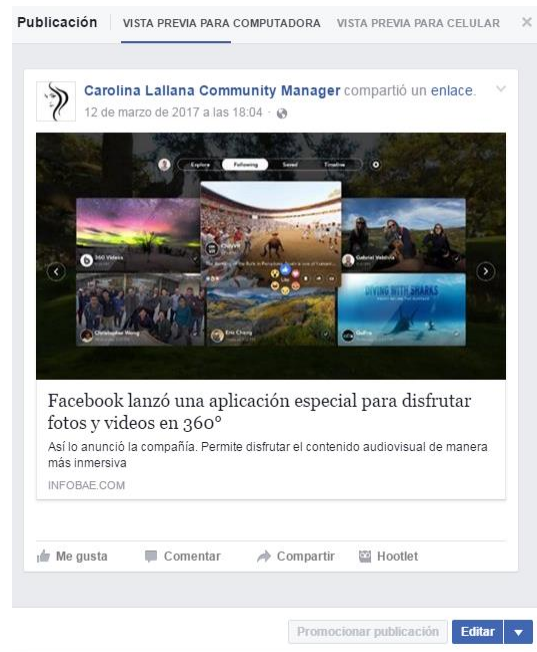 Publicación VISTA PREVIA PARA COMPUTADORA VISTA PREVIA PARA CELULAR ×
Carolina Lallana Community Manager compartió un enlace.
12 de marzo de 2017 a las 18:04 ·
Explore Following Saved Timeline
360 Videos
Gabriel Valdivia
DIVING WITH SHARKS
Christopher Wong
Eric Cheng
GoPro
Facebook lanzó una aplicación especial para disfrutar
fotos y videos en 360°
Así lo anunció la compañía. Permite disfrutar el contenido audiovisual de manera
más inmersiva
INFOBAE.COM
Me gusta Comentar Compartir Hootlet
Promocionar publicación Editar